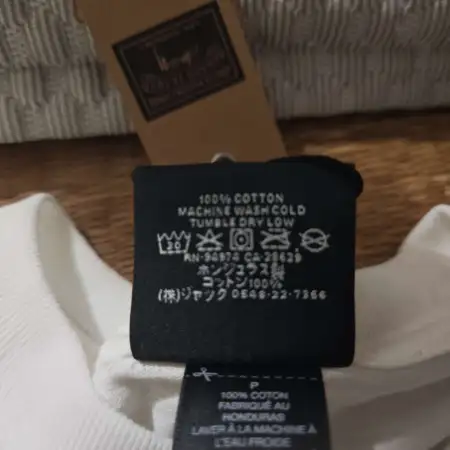 100% COTTON
MACHINE WASH COLD
TUMBLE DRY LOW
30
RN-94974 CA-28629
ホンジュラス製
コットン100%
(株)ジャック 0548-22-7366
P
100% COTTON
FABRIQUÉ AU
HONDURAS
LAVER À LA MACHINE À
L'EAU FROIDE